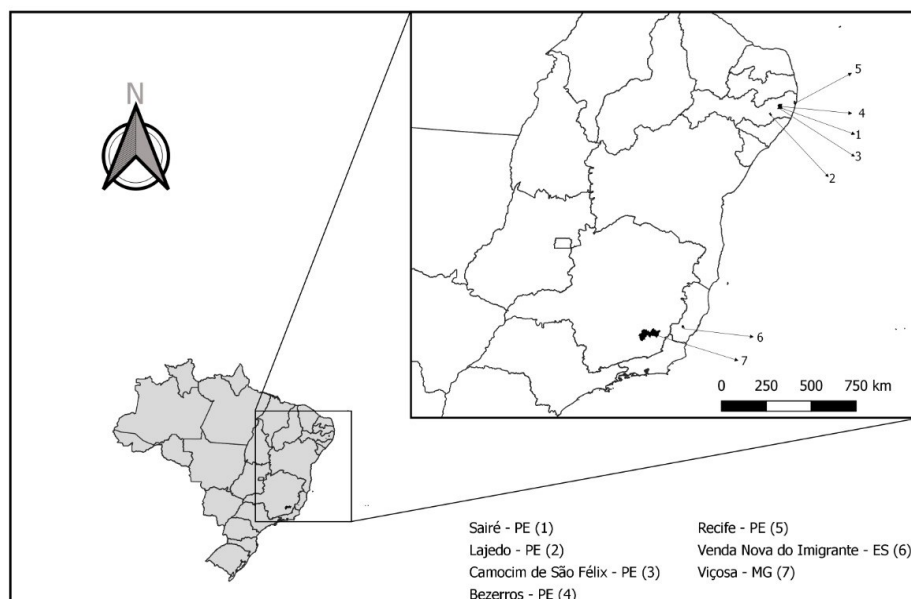 N
5
4
1
3
2
6
7
0 250 500 750 km
Sairé - PE (1)
Lajedo - PE (2)
Camocim de São Félix - PE (3)
Bezerros - PE (4)
Recife - PE (5)
Venda Nova do Imigrante - ES (6)
Viçosa - MG (7)